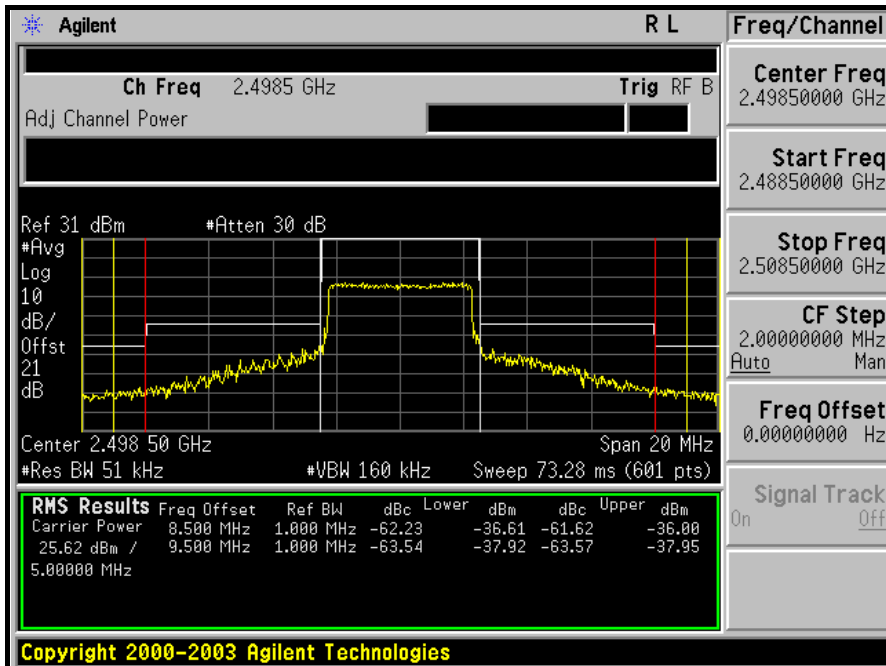 Agilent R L Freq/Channel
Ch Freq 2.4985 GHz Trig RF B
Adj Channel Power
Center Freq
2.49850000 GHz
Start Freq
2.48850000 GHz
Stop Freq
2.50850000 GHz
CF Step
2.00000000 MHz
Auto Man
Freq Offset
0.00000000 Hz
Signal Track
On Off
Ref 31 dBm #Atten 30 dB
#Avg
Log
10
dB/
Offst
21
dB
Center 2.498 50 GHz Span 20 MHz
#Res BW 51 kHz #VBW 160 kHz Sweep 73.28 ms (601 pts)
RMS Results Freq Offset Ref BW dBc Lower dBm dBc Upper dBm
Carrier Power 8.500 MHz 1.000 MHz -62.23 -36.61 -61.62 -36.00
25.62 dBm / 9.500 MHz 1.000 MHz -63.54 -37.92 -63.57 -37.95
5.00000 MHz
Copyright 2000-2003 Agilent Technologies